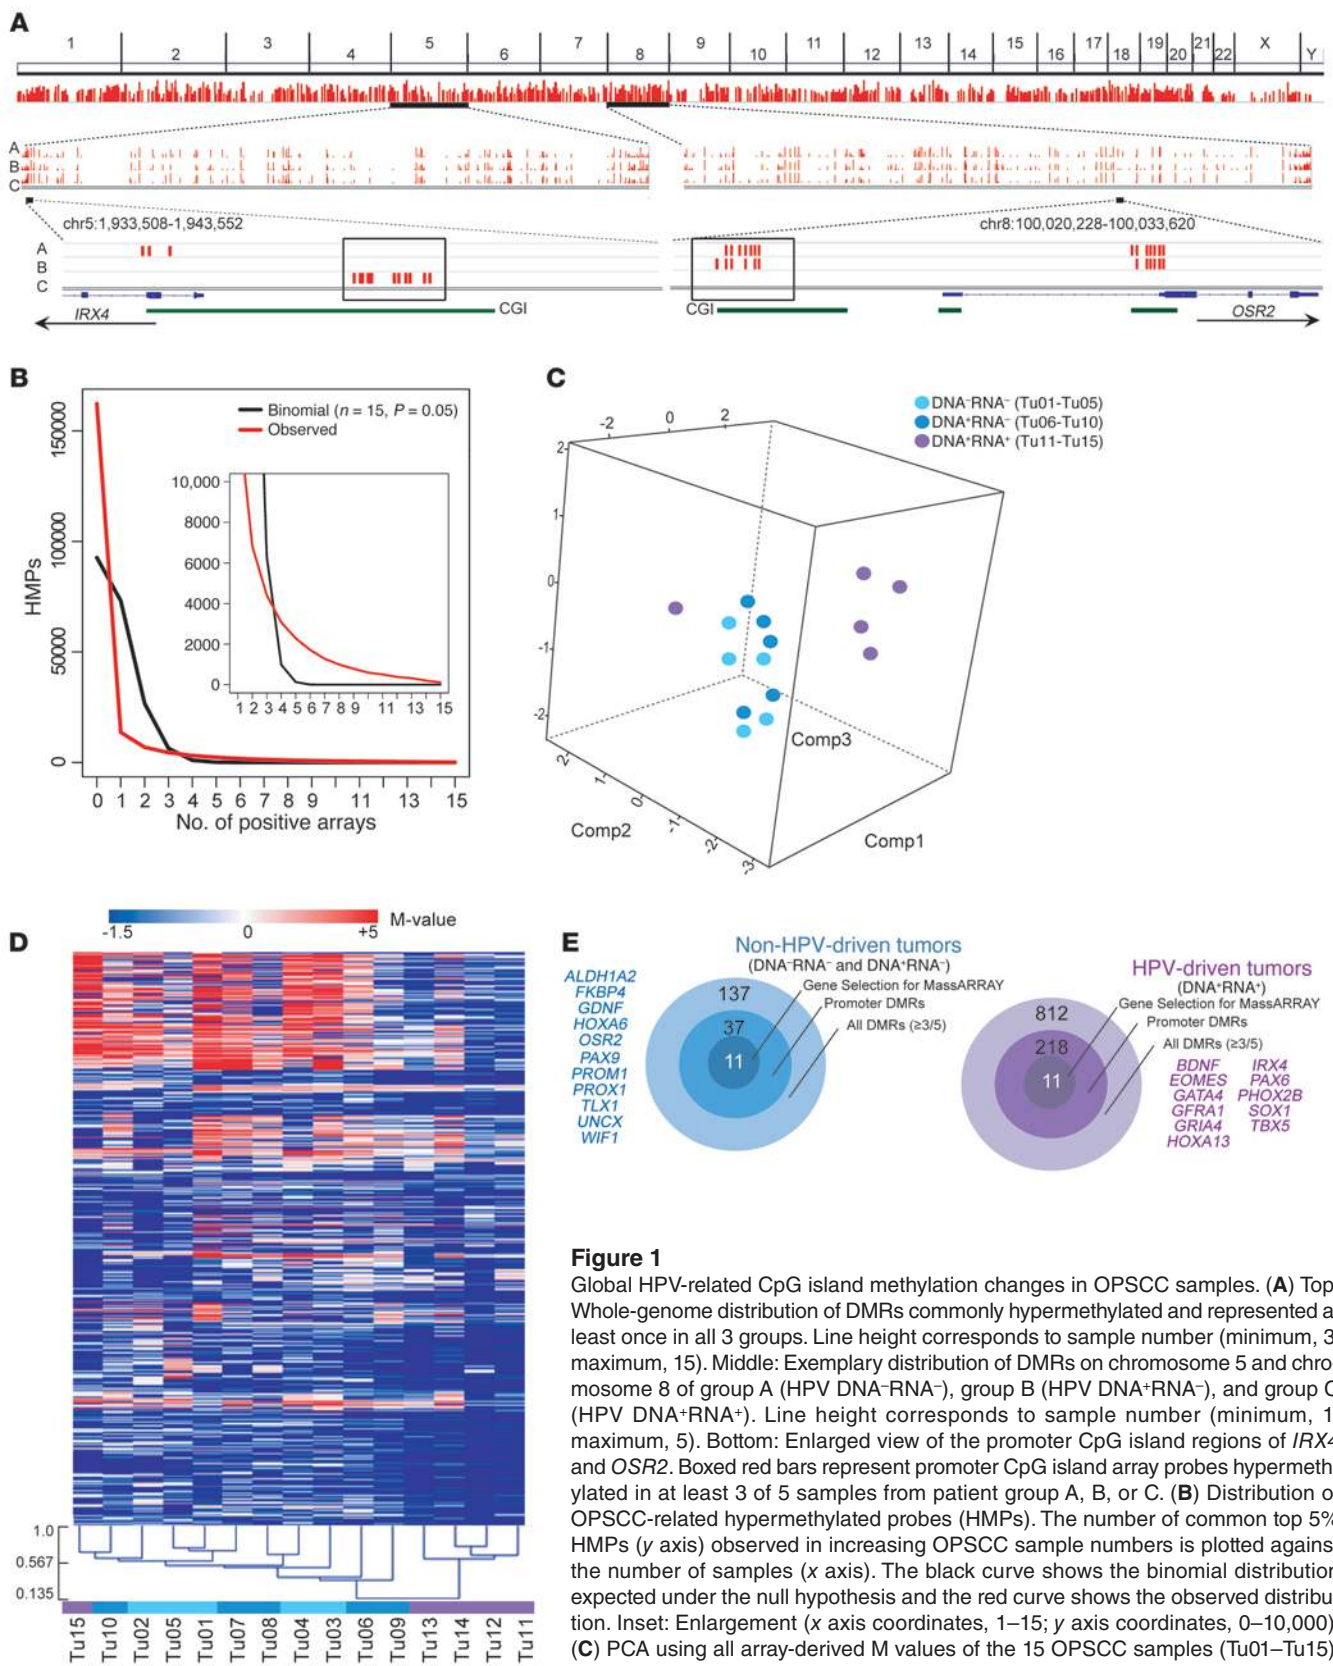 A
1 2 3 4 5 6 7 8 9 10 11 12 13 14 15 16 17 18 19 20 21 22 X Y
A
B
C
chr5:1,933,508-1,943,552
chr8:100,020,228-100,033,620
A
B
C
CGI
CGI
IRX4
OSR2
B
HMPs
150000
100000
50000
0
Binomial (n = 15, P = 0.05)
Observed
10,000
8000
6000
4000
2000
0
1 2 3 4 5 6 7 8 9 11 13 15
0 1 2 3 4 5 6 7 8 9 11 13 15
No. of positive arrays
C
DNA⁻RNA⁻ (Tu01-Tu05)
DNA⁺RNA⁻ (Tu06-Tu10)
DNA⁺RNA⁺ (Tu11-Tu15)
-2 0 2
2
1
0
-1
-2
2 1 0 -1 -2 -3
Comp3
Comp2
Comp1
D
M-value
-1.5 0 +5
1.0
0.567
0.135
Tu15 Tu10 Tu02 Tu05 Tu01 Tu07 Tu08 Tu04 Tu03 Tu06 Tu09 Tu13 Tu14 Tu12 Tu11
E
Non-HPV-driven tumors
(DNA⁻RNA⁻ and DNA⁺RNA⁻)
Gene Selection for MassARRAY
Promoter DMRs
All DMRs (≥3/5)
137
37
11
ALDH1A2
FKBP4
GDNF
HOXA6
OSR2
PAX9
PROM1
PROX1
TLX1
UNCX
WIF1
HPV-driven tumors
(DNA⁺RNA⁺)
Gene Selection for MassARRAY
Promoter DMRs
All DMRs (≥3/5)
812
218
11
BDNF IRX4
EOMES PAX6
GATA4 PHOX2B
GFRA1 SOX1
GRIA4 TBX5
HOXA13
Figure 1
Global HPV-related CpG island methylation changes in OPSCC samples. (A) Top
Whole-genome distribution of DMRs commonly hypermethylated and represented a
least once in all 3 groups. Line height corresponds to sample number (minimum, 3
maximum, 15). Middle: Exemplary distribution of DMRs on chromosome 5 and chro
mosome 8 of group A (HPV DNA⁻RNA⁻), group B (HPV DNA⁺RNA⁻), and group C
(HPV DNA⁺RNA⁺). Line height corresponds to sample number (minimum, 1
maximum, 5). Bottom: Enlarged view of the promoter CpG island regions of IRX4
and OSR2. Boxed red bars represent promoter CpG island array probes hypermeth
ylated in at least 3 of 5 samples from patient group A, B, or C. (B) Distribution o
OPSCC-related hypermethylated probes (HMPs). The number of common top 5%
HMPs (y axis) observed in increasing OPSCC sample numbers is plotted agains
the number of samples (x axis). The black curve shows the binomial distribution
expected under the null hypothesis and the red curve shows the observed distribu
tion. Inset: Enlargement (x axis coordinates, 1–15; y axis coordinates, 0–10,000)
(C) PCA using all array-derived M values of the 15 OPSCC samples (Tu01–Tu15)